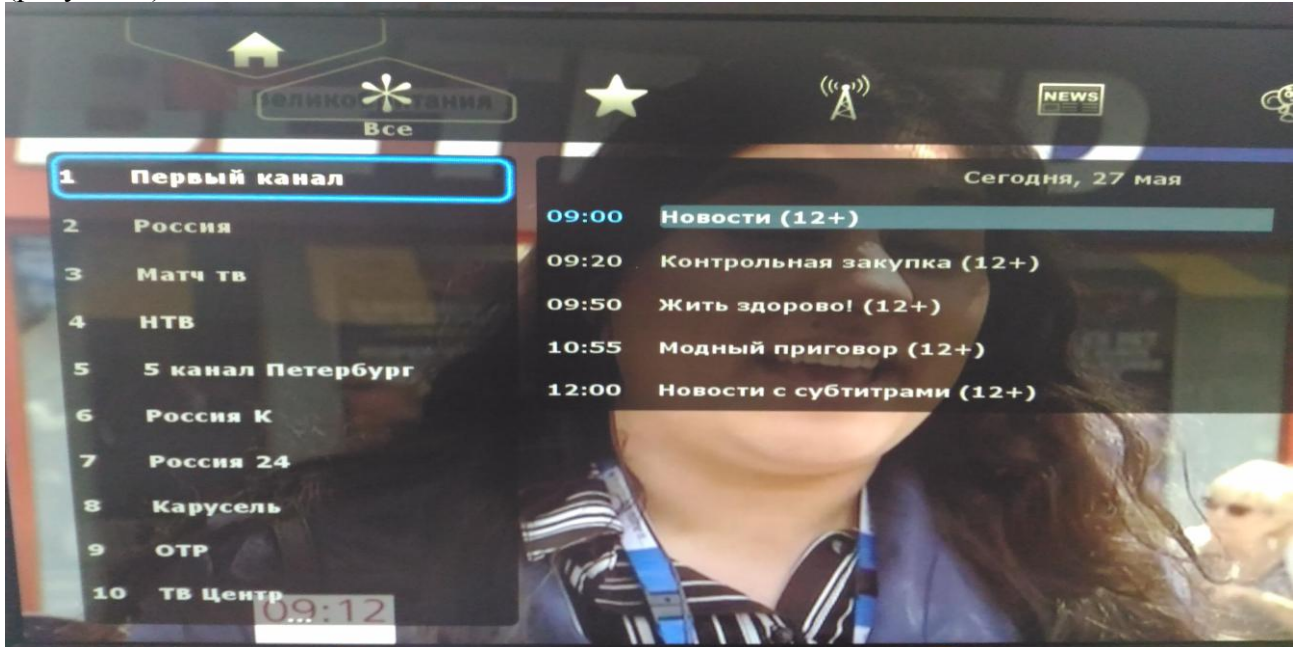 Великобритания
NEWS
Все
1 Первый канал
2 Россия
3 Матч тв
4 НТВ
5 5 канал Петербург
6 Россия К
7 Россия 24
8 Карусель
9 ОТР
10 ТВ Центр
...
09:12
Сегодня, 27 мая
09:00 Новости (12+)
09:20 Контрольная закупка (12+)
09:50 Жить здорово! (12+)
10:55 Модный приговор (12+)
12:00 Новости с субтитрами (12+)